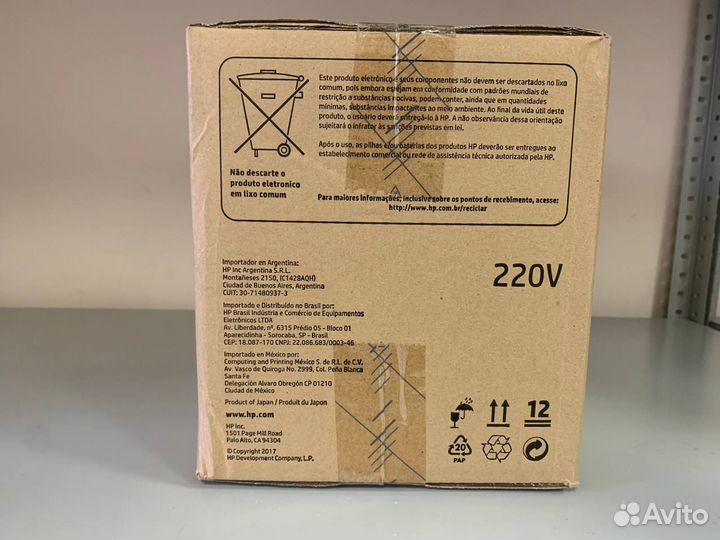 Este produto eletrônico e seus componentes não devem ser descartados no lixo
comum, pois embora estejam em conformidade com padrões mundiais de
restrição a substâncias nocivas, podem conter, ainda que em quantidades
mínimas, substâncias impactantes ao meio ambiente. Ao final da vida útil deste
produto, o usuário deverá entregá-lo à HP. A não observância dessa orientação
sujeitará o infrator às sanções previstas em lei.
Após o uso, as pilhas e/ou baterias dos produtos HP deverão ser entregues ao
estabelecimento comercial ou rede de assistência técnica autorizada pela HP.
Não descarte o
produto eletronico
em lixo comum
Para maiores informações, inclusive sobre os pontos de recebimento, acesse:
http://www.hp.com.br/reciclar
Importador en Argentina:
HP Inc Argentina S.R.L.
Montañeses 2150, (C1428AQH)
Ciudad de Buenos Aires, Argentina
CUIT: 30-71480937-3
220V
Importado e Distribuído no Brasil por:
HP Brasil Indústria e Comércio de Equipamentos
Eletrônicos LTDA
Av. Liberdade, nº. 6315 Prédio 05 - Bloco 01
Aparecidinha - Sorocaba, SP - Brasil
CEP: 18.087-170 CNPJ: 22.086.683/0003-46
Importado en México por:
Computing and Printing México S. de R.L. de C.V.
Av. Vasco de Quiroga No. 2999, Col. Peña Blanca
Santa Fe
Delegación Alvaro Obregón CP 01210
Ciudad de México
Product of Japan / Produit du Japon
www.hp.com
HP Inc.
1501 Page Mill Road
Palo Alto, CA 94304
© Copyright 2017
HP Development Company, L.P.
12
20
PAP
Avito